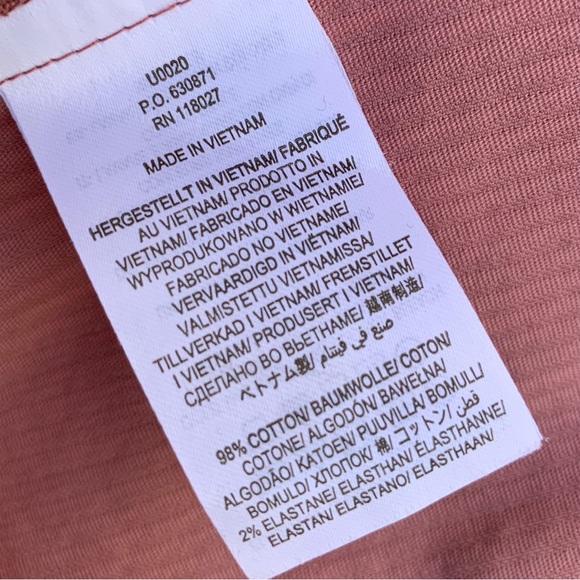 U0020
P.O. 630871
RN 118027
MADE IN VIETNAM
HERGESTELLT IN VIETNAM/ FABRIQUÉ
AU VIETNAM/ PRODOTTO IN
VIETNAM/ FABRICADO EN VIETNAM/
WYPRODUKOWANO W WIETNAMIE/
FABRICADO NO VIETNAME/
VERVAARDIGD IN VIËTNAM/
VALMISTETTU VIETNAMISSA/
TILLVERKAD I VIETNAM/ FREMSTILLET
I VIETNAM/ PRODUSERT I VIETNAM/
СДЕЛАНО ВО ВЬЕТНАМЕ/ 越南制造/
ベトナム製/ صنع في فيتنام
98% COTTON/ BAUMWOLLE/ COTON/
COTONE/ ALGODÓN/ BAWEŁNA/
ALGODÃO/ KATOEN/ PUUVILLA/ BOMULL/
BOMULD/ ХЛОПОК/ 棉/ コットン/ قطن
2% ELASTANE/ ELASTHAN/ ÉLASTHANNE/
ELASTAN/ ELASTANO/ ELASTHAAN/